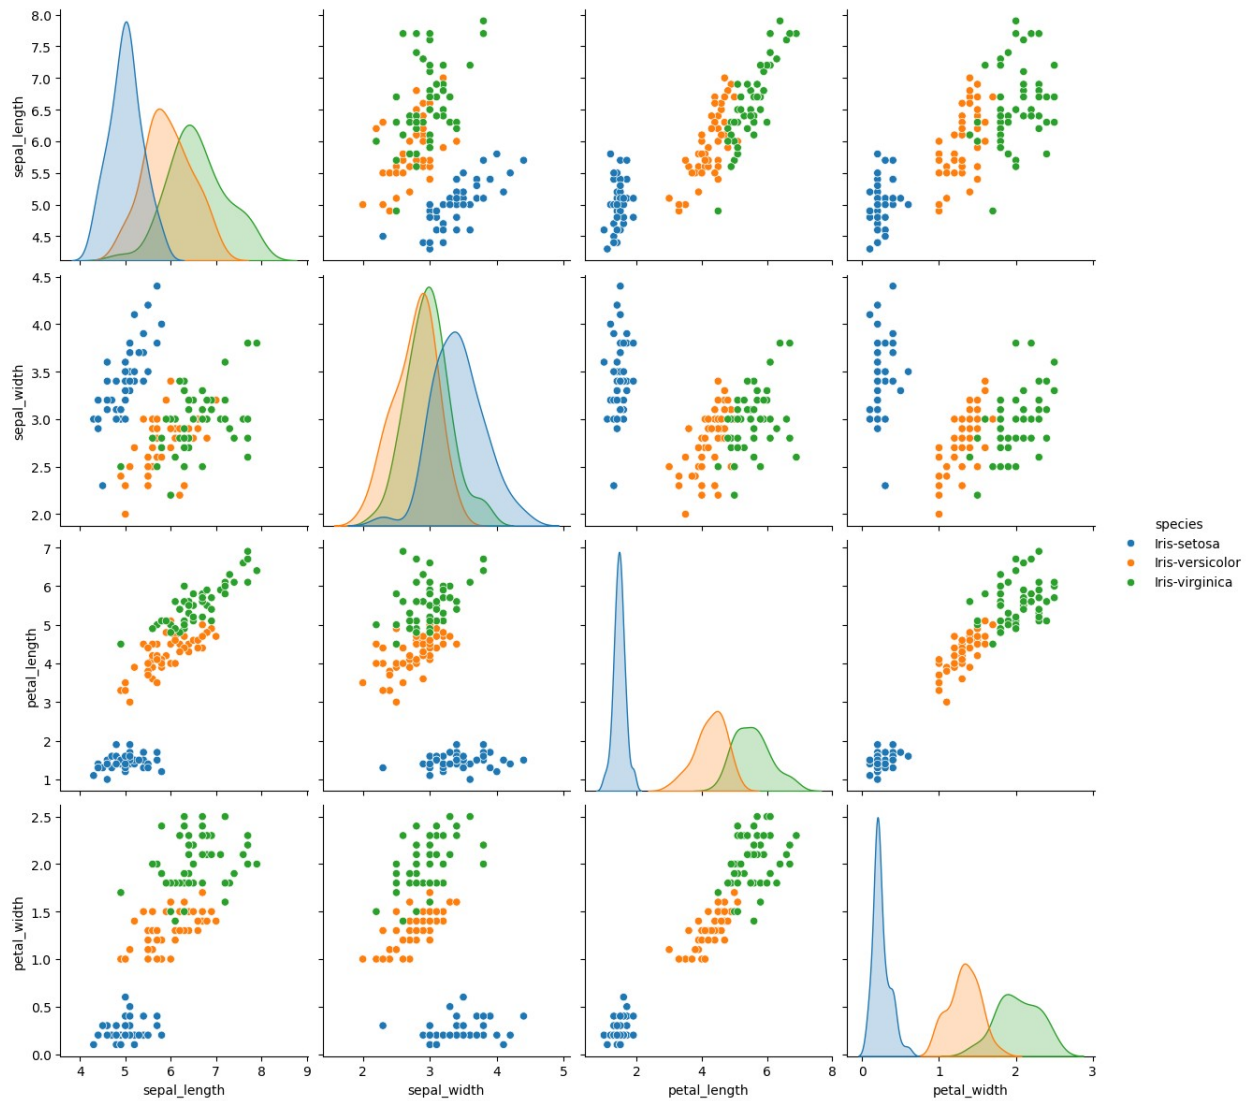 8.0
7.5
7.0
6.5
6.0
5.5
5.0
4.5
sepal_length
4.5
4.0
3.5
3.0
2.5
2.0
sepal_width
7
6
5
4
3
2
1
petal_length
2.5
2.0
1.5
1.0
0.5
0.0
petal_width
4 5 6 7 8 9
sepal_length
2 3 4 5
sepal_width
2 4 6 8
petal_length
0 1 2 3
petal_width
species
Iris-setosa
Iris-versicolor
Iris-virginica